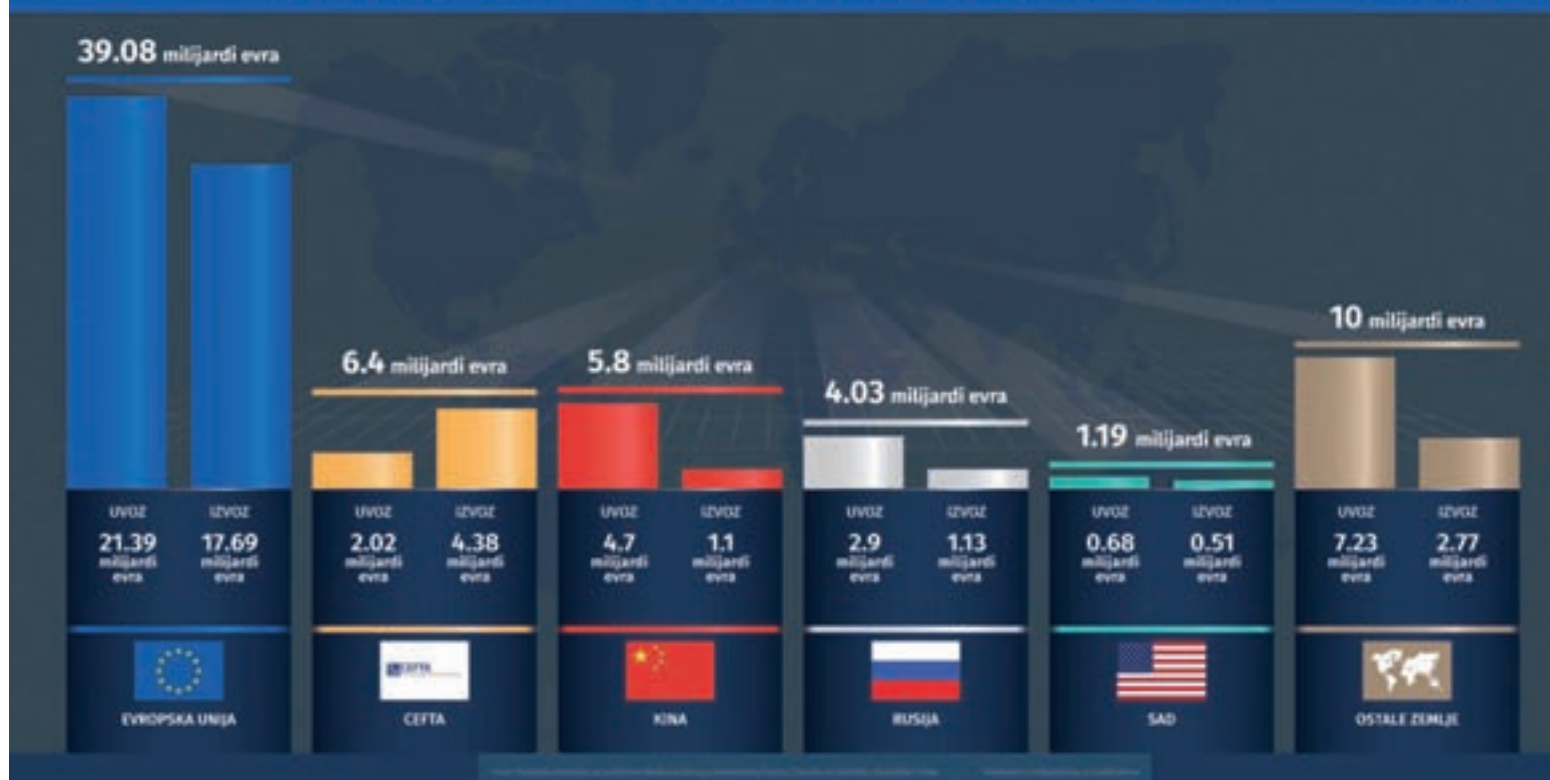 39.08 milijardi evra
6.4 milijardi evra
5.8 milijardi evra
4.03 milijardi evra
1.19 milijardi evra
10 milijardi evra
UVOZ IZVOZ
21.39 17.69
milijardi milijardi
evra evra
UVOZ IZVOZ
2.02 4.38
milijardi milijardi
evra evra
UVOZ IZVOZ
4.7 1.1
milijardi milijardi
evra evra
UVOZ IZVOZ
2.9 1.13
milijardi milijardi
evra evra
UVOZ IZVOZ
0.68 0.51
milijardi milijardi
evra evra
UVOZ IZVOZ
7.23 2.77
milijardi milijardi
evra evra
CEFTA
EVROPSKA UNIJA
CEFTA
KINA
RUSIJA
SAD
OSTALE ZEMLJE